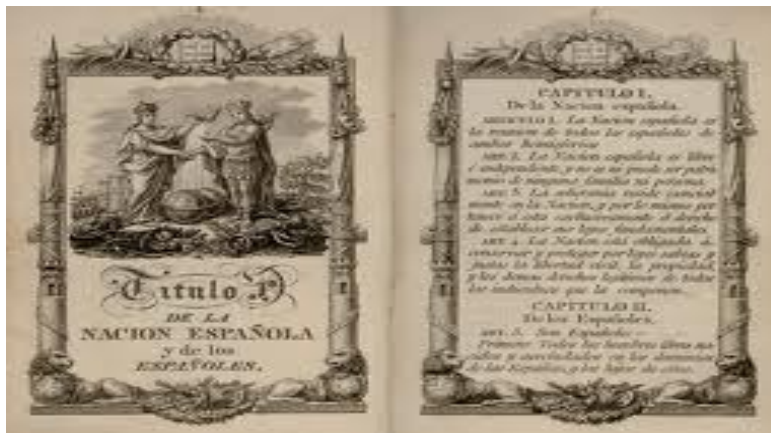 Titulo I?
DE LA
NACION ESPAÑOLA
y de los
ESPAÑOLES.
CAPITULO I.
De la Nacion española.
ARTICULO 1. La Nacion española es
la reunion de todos los españoles de
ambos hemisferios
ART. 2. La Nacion española es libre
é independiente, y no es ni puede ser patri
monio de ninguna familia ni persona.
ART. 3. La soberania reside esencial
mente en la Nacion, y por lo mismo per
tenece á esta exclusivamente el derecho
de establecer sus leyes fundamentales.
ART. 4. La Nacion está obligada á
conservar y proteger por leyes sabias y
justas la libertad civil, la propiedad,
y los demas derechos legitimos de todos
los individuos que la componen.
CAPITULO II.
De los Españoles.
ART. 5. Son Españoles:
Primero: Todos los hombres libres na
cidos y avecindados en los dominios
de las Españas, y los hijos de estos.